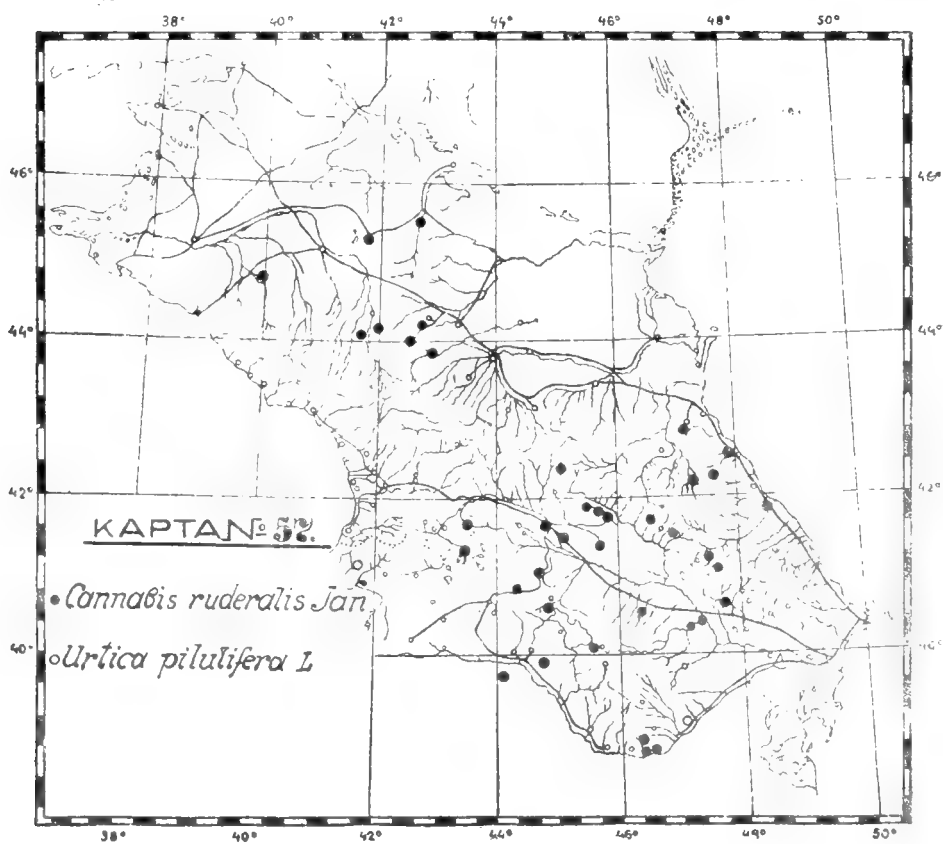 38° 40° 42° 44° 46° 48° 50°
46° 46°
44° 44°
42° 42°
КАРТА № 52.
• Cannabis ruderalis Jan
○ Urtica pilulifera L
40° 40°
38° 40° 42° 44° 46° 49° 50°